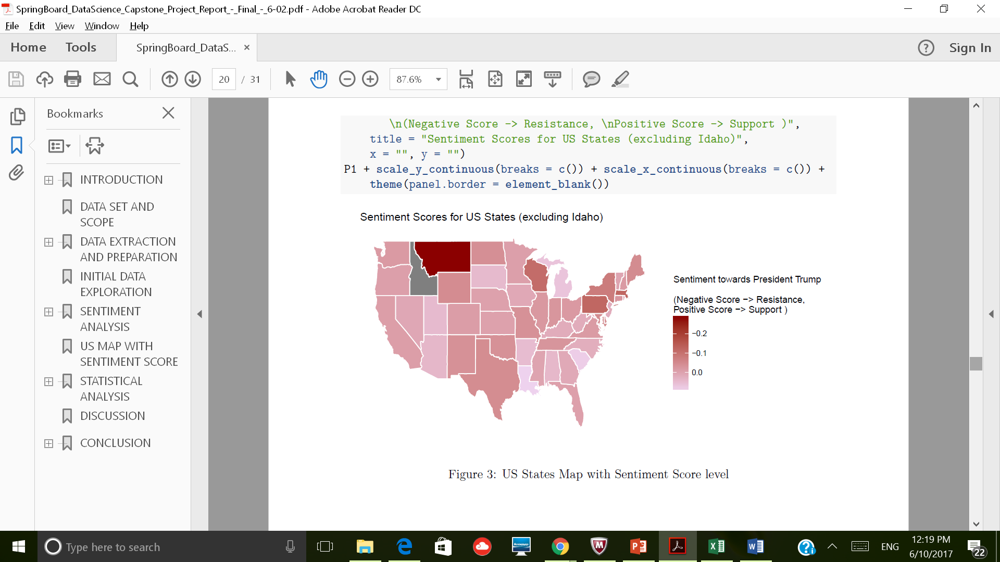 SpringBoard_DataScience_Capstone_Project_Report_-_Final_-_6-02.pdf - Adobe Acrobat Reader DC
File Edit View Window Help
Home Tools SpringBoard_DataS... × ? Sign In
20 / 31 87.6%
Bookmarks
INTRODUCTION
DATA SET AND
SCOPE
DATA EXTRACTION
AND PREPARATION
INITIAL DATA
EXPLORATION
SENTIMENT
ANALYSIS
US MAP WITH
SENTIMENT SCORE
STATISTICAL
ANALYSIS
DISCUSSION
CONCLUSION
\n(Negative Score -> Resistance, \nPositive Score -> Support )",
title = "Sentiment Scores for US States (excluding Idaho)",
x = "", y = "")
P1 + scale_y_continuous(breaks = c()) + scale_x_continuous(breaks = c()) +
theme(panel.border = element_blank())
Sentiment Scores for US States (excluding Idaho)
Sentiment towards President Trump
(Negative Score −> Resistance,
Positive Score −> Support )
−0.2
−0.1
0.0
Figure 3: US States Map with Sentiment Score level
Type here to search
lenovo
ENG
12:19 PM
6/10/2017
22